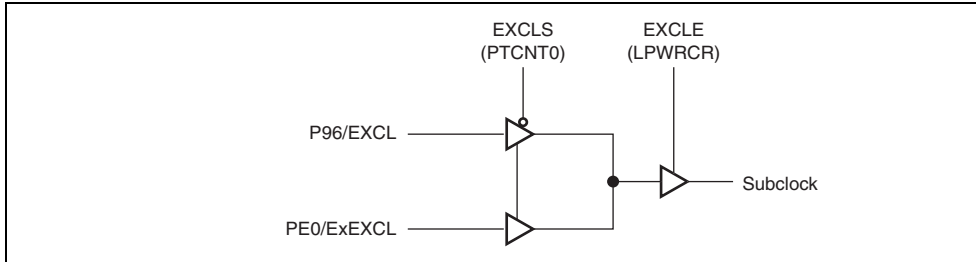 EXCLS
(PTCNT0)
EXCLE
(LPWRCR)
P96/EXCL
Subclock
PE0/ExEXCL